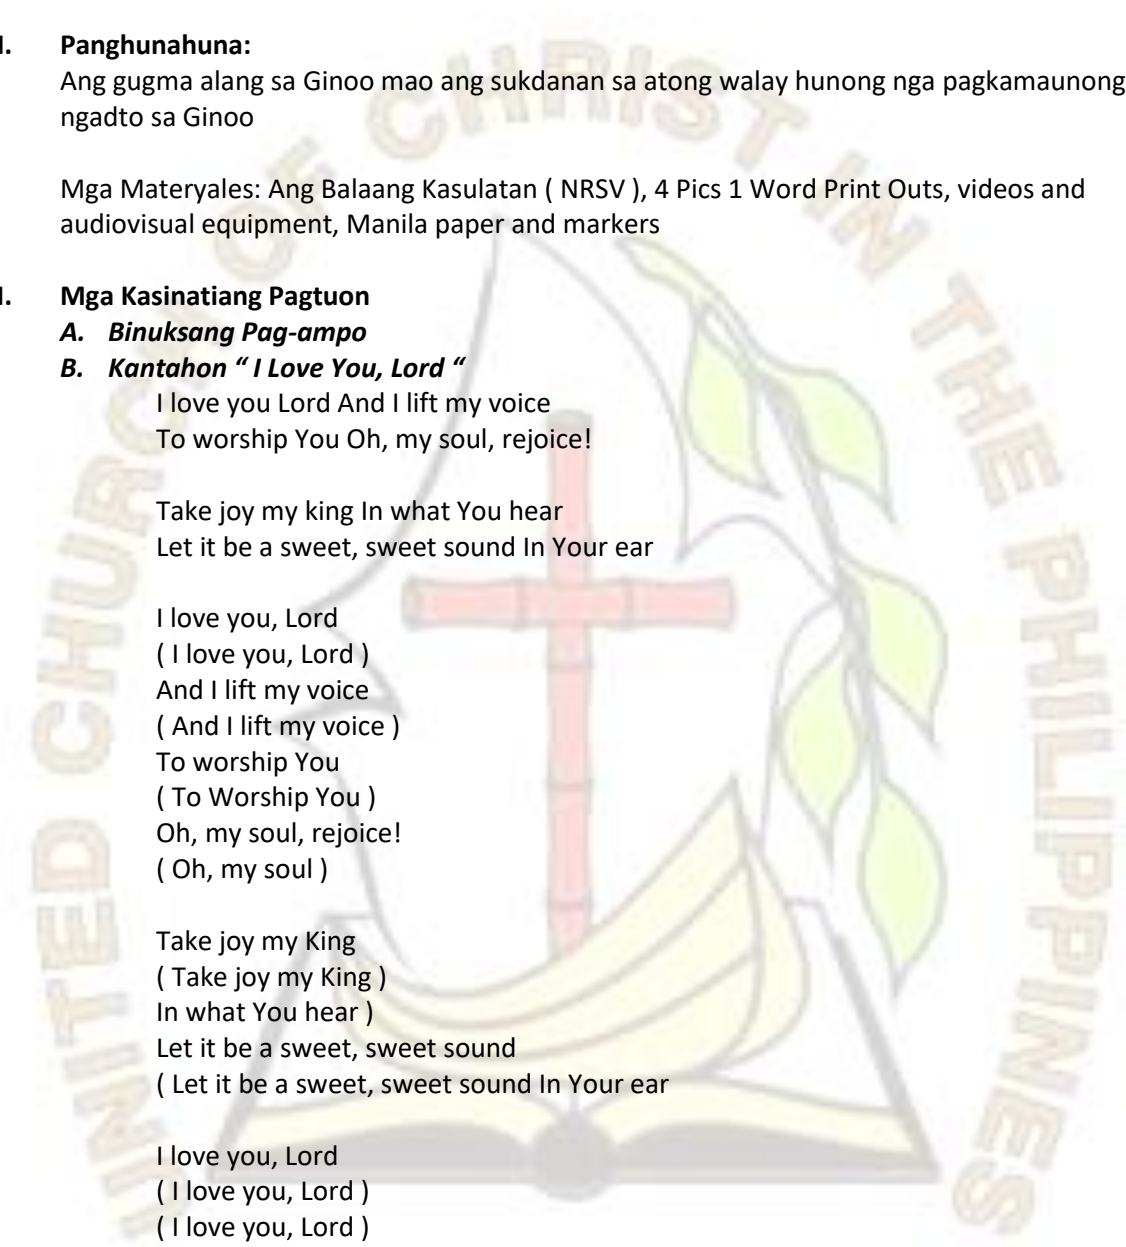 I. Panghunahuna:
Ang gugma alang sa Ginoo mao ang sukdanan sa atong walay hunong nga pagkamaunong
ngadto sa Ginoo
Mga Materyales: Ang Balaang Kasulatan ( NRSV ), 4 Pics 1 Word Print Outs, videos and
audiovisual equipment, Manila paper and markers
I. Mga Kasinatiang Pagtuon
A. Binuksang Pag-ampo
B. Kantahon “ I Love You, Lord “
I love you Lord And I lift my voice
To worship You Oh, my soul, rejoice!
Take joy my king In what You hear
Let it be a sweet, sweet sound In Your ear
I love you, Lord
( I love you, Lord )
And I lift my voice
( And I lift my voice )
To worship You
( To Worship You )
Oh, my soul, rejoice!
( Oh, my soul )
Take joy my King
( Take joy my King )
In what You hear )
Let it be a sweet, sweet sound
( Let it be a sweet, sweet sound In Your ear
I love you, Lord
( I love you, Lord )
( I love you, Lord )
UNITED CHURCH OF CHRIST IN THE PHILIPPINES